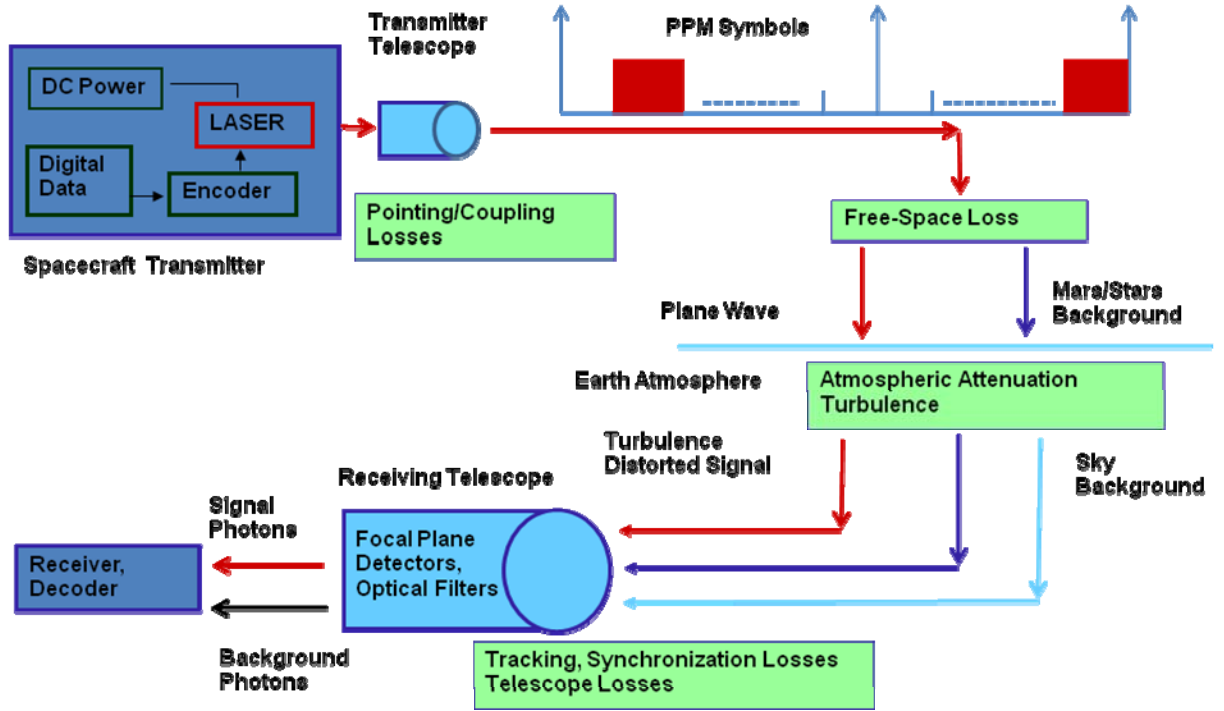 Transmitter
Telescope
PPM Symbols
DC Power
LASER
Digital
Data
Encoder
Spacecraft Transmitter
Pointing/Coupling
Losses
Free-Space Loss
Plane Wave
Mars/Stars
Background
Earth Atmosphere
Atmospheric Attenuation
Turbulence
Turbulence
Distorted Signal
Sky
Background
Receiving Telescope
Focal Plane
Detectors,
Optical Filters
Signal
Photons
Receiver,
Decoder
Background
Photons
Tracking, Synchronization Losses
Telescope Losses